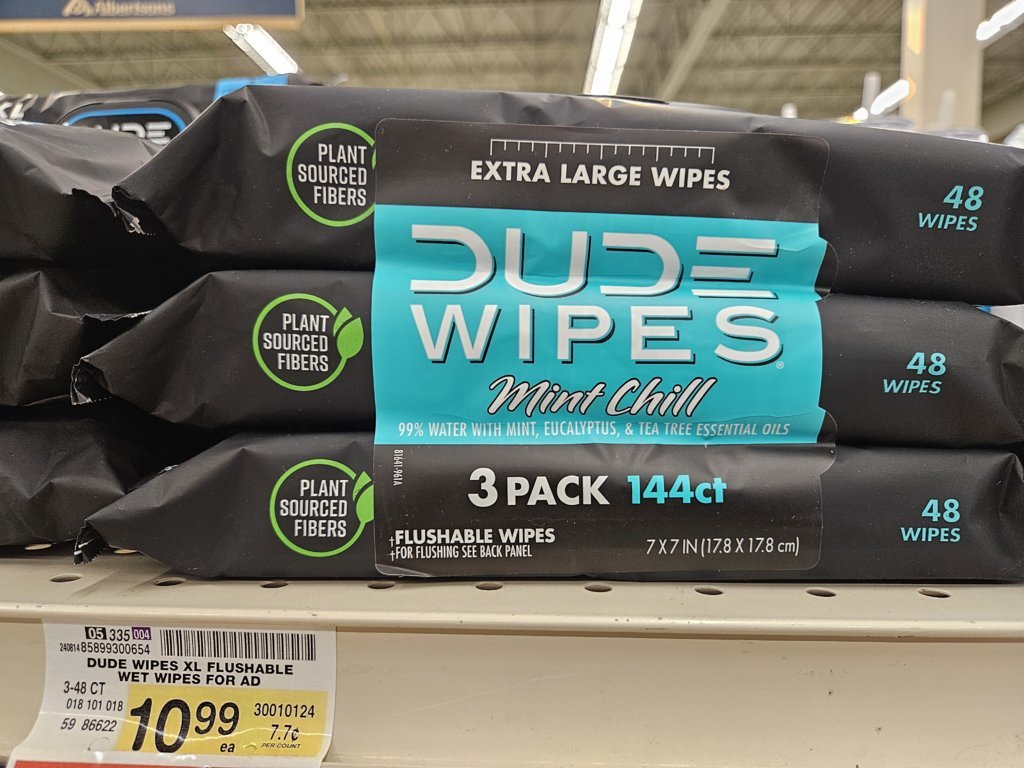 Albertsons
PLANT
SOURCED
FIBERS
EXTRA LARGE WIPES
48
WIPES
DUDE
WIPES®
Mint Chill
99% WATER WITH MINT, EUCALYPTUS, & TEA TREE ESSENTIAL OILS
PLANT
SOURCED
FIBERS
48
WIPES
81641-961A
3 PACK 144ct
PLANT
SOURCED
FIBERS
48
WIPES
‡FLUSHABLE WIPES
‡FOR FLUSHING SEE BACK PANEL
7 X 7 IN (17.8 X 17.8 cm)
05 335 004
240814 85899300654
DUDE WIPES XL FLUSHABLE
WET WIPES FOR AD
3-48 CT
018 101 018
59 86622
10.99 ea
30010124
7.7¢
PER COUNT